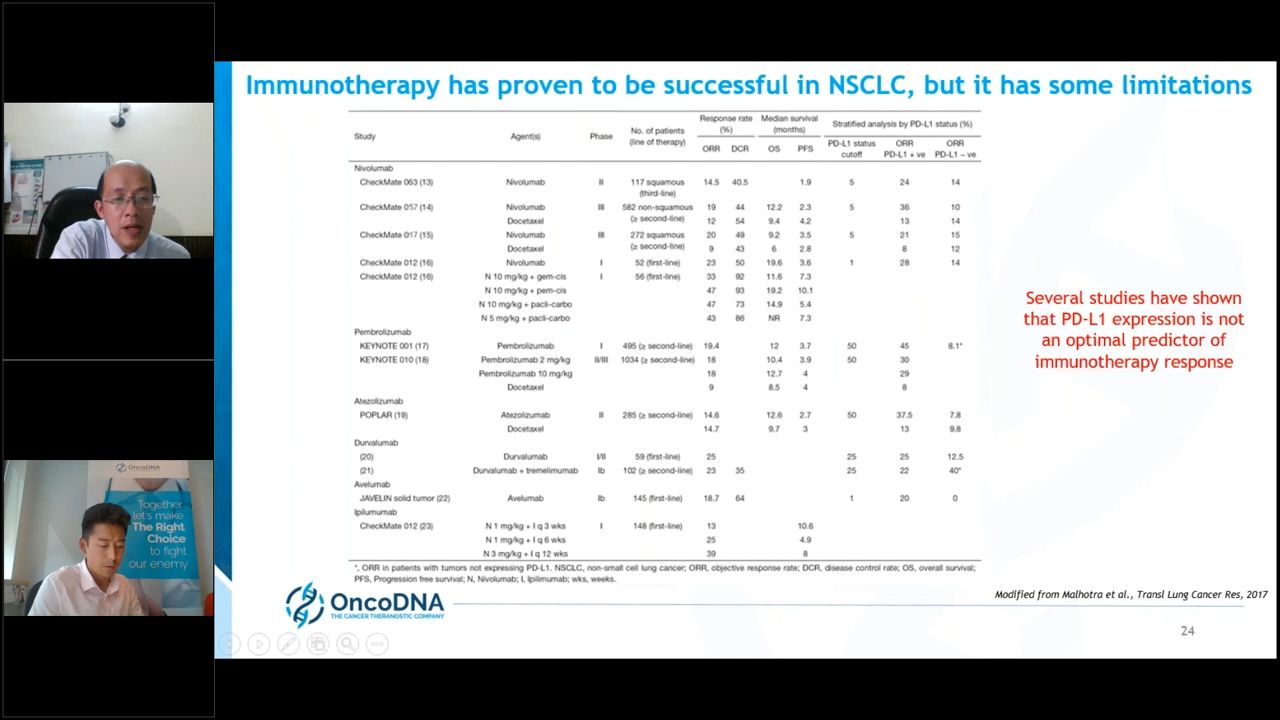 Immunotherapy has proven to be successful in NSCLC, but it has some limitations
Study Agent(s) Phase No. of patients (line of therapy) Response rate (%) Median survival (months) Stratified analysis by PD-L1 status (%)
ORR DCR OS PFS PD-L1 status cutoff ORR PD-L1 + ve ORR PD-L1 – ve
Nivolumab
CheckMate 063 (13) Nivolumab II 117 squamous (third-line) 14.5 40.5 1.9 5 24 14
CheckMate 057 (14) Nivolumab III 582 non-squamous (≥ second-line) 19 44 12.2 2.3 5 36 10
Docetaxel 12 54 9.4 4.2 13 14
CheckMate 017 (15) Nivolumab III 272 squamous (≥ second-line) 20 49 9.2 3.5 5 21 15
Docetaxel 9 43 6 2.8 8 12
CheckMate 012 (16) Nivolumab I 52 (first-line) 23 50 19.6 3.6 1 28 14
CheckMate 012 (16) N 10 mg/kg + gem-cis I 56 (first-line) 33 92 11.6 7.3
N 10 mg/kg + pem-cis 47 93 19.2 10.1
N 10 mg/kg + pacli-carbo 47 73 14.9 5.4
N 5 mg/kg + pacli-carbo 43 86 NR 7.3
Pembrolizumab
KEYNOTE 001 (17) Pembrolizumab I 495 (≥ second-line) 19.4 12 3.7 50 45 8.1*
KEYNOTE 010 (18) Pembrolizumab 2 mg/kg II/III 1034 (≥ second-line) 18 10.4 3.9 50 30
Pembrolizumab 10 mg/kg 18 12.7 4 29
Docetaxel 9 8.5 4 8
Atezolizumab
POPLAR (19) Atezolizumab II 285 (≥ second-line) 14.6 12.6 2.7 50 37.5 7.8
Docetaxel 14.7 9.7 3 13 9.8
Durvalumab
(20) Durvalumab I/II 59 (first-line) 25 25 25 12.5
(21) Durvalumab + tremelimumab Ib 102 (≥ second-line) 23 35 25 22 40*
Avelumab
JAVELIN solid tumor (22) Avelumab Ib 145 (first-line) 18.7 64 1 20 0
Ipilumumab
CheckMate 012 (23) N 1 mg/kg + I q 3 wks I 148 (first-line) 13 10.6
N 1 mg/kg + I q 6 wks 25 4.9
N 3 mg/kg + I q 12 wks 39 8
*, ORR in patients with tumors not expressing PD-L1. NSCLC, non-small cell lung cancer; ORR, objective response rate; DCR, disease control rate; OS, overall survival;
PFS, Progression free survival; N, Nivolumab; I, Ipilimumab; wks, weeks.
Several studies have shown
that PD-L1 expression is not
an optimal predictor of
immunotherapy response
Modified from Malhotra et al., Transl Lung Cancer Res, 2017
OncoDNA
THE CANCER THERANOSTIC COMPANY
24
OncoDNA
Together
let's make
The Right
Choice
to fight
our enemy